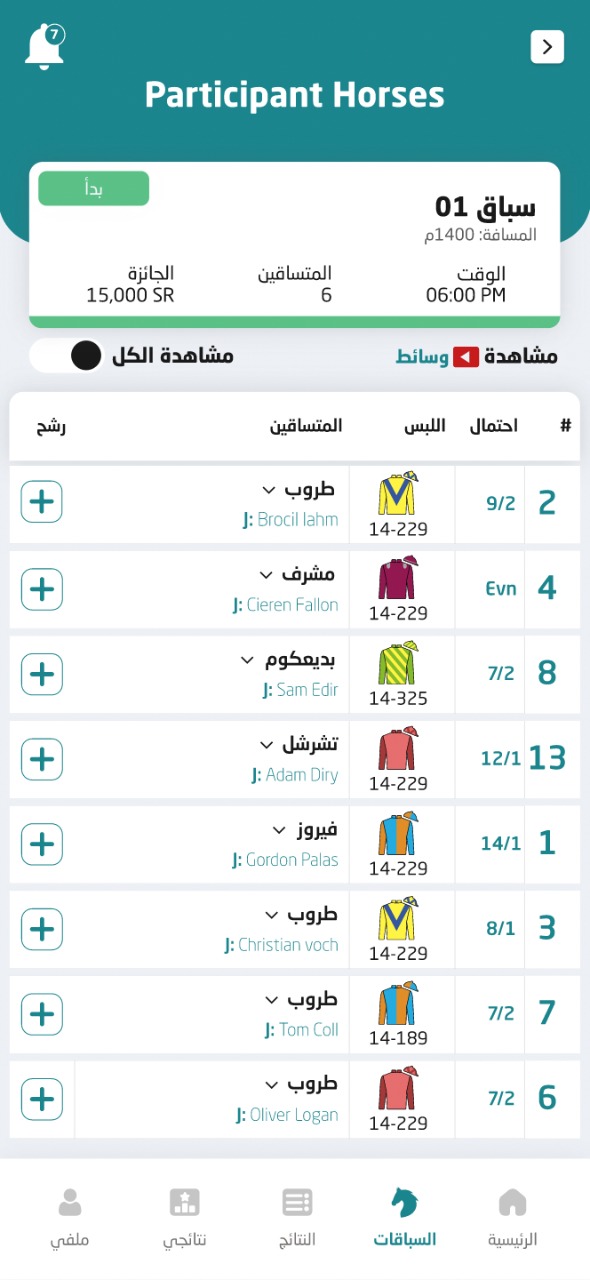 7
Participant Horses
بدأ
سباق 01
المسافة: 1400م
الوقت
المتساقين
الجائزة
06:00 PM
6
15,000 SR
مشاهدة وسائط
مشاهدة الكل
# احتمال اللبس المتساقين رشح
2 9/2 14-229 طروب
J: Brocil lahm
4 Evn 14-229 مشرف
J: Cieren Fallon
8 7/2 14-325 بديعكوم
J: Sam Edir
13 12/1 14-229 تشرشل
J: Adam Diry
1 14/1 14-229 فيروز
J: Gordon Palas
3 8/1 14-229 طروب
J: Christian voch
7 7/2 14-189 طروب
J: Tom Coll
6 7/2 14-229 طروب
J: Oliver Logan
الرئيسية السباقات النتائج نتائجي ملفي